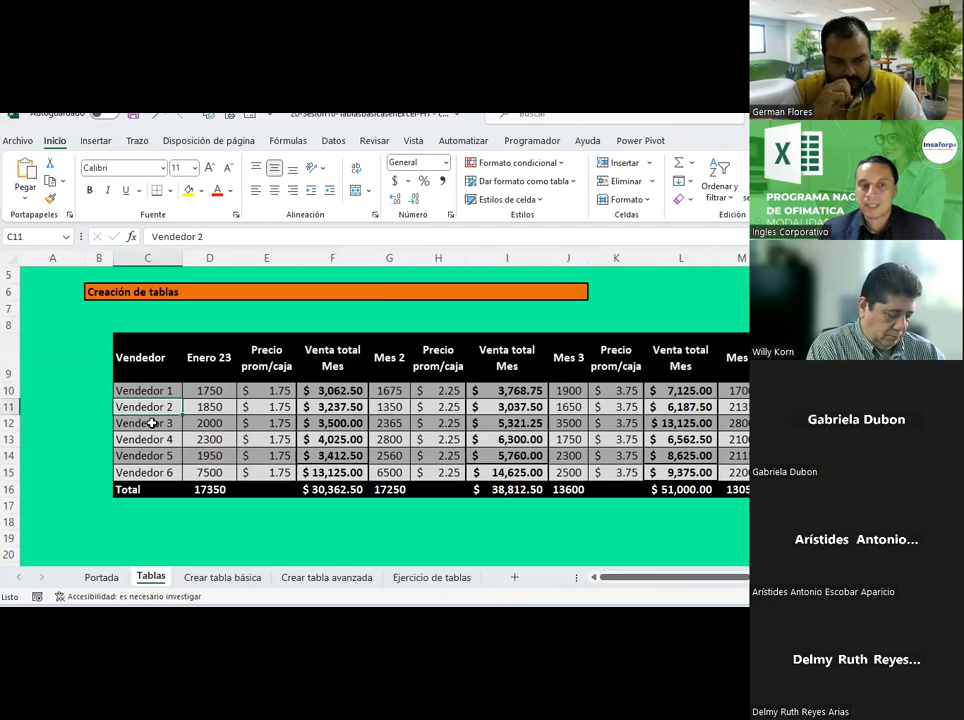 Autoguardado
Buscar
Archivo Inicio Insertar Trazo Disposición de página Fórmulas Datos Revisar Vista Automatizar Programador Ayuda Power Pivot
Pegar
Calibri 11
General
Formato condicional
Dar formato como tabla
Estilos de celda
Insertar
Eliminar
Formato
Ordenar y
filtrar
Portapapeles Fuente Alineación Número Estilos Celdas Edición
C11 fx Vendedor 2
A B C D E F G H I J K L M
5
6 Creación de tablas
7
8
9 Vendedor Enero 23 Precio prom/caja Venta total Mes Mes 2 Precio prom/caja Venta total Mes Mes 3 Precio prom/caja Venta total Mes Mes
10 Vendedor 1 1750 $ 1.75 $ 3,062.50 1675 $ 2.25 $ 3,768.75 1900 $ 3.75 $ 7,125.00 170
11 Vendedor 2 1850 $ 1.75 $ 3,237.50 1350 $ 2.25 $ 3,037.50 1650 $ 3.75 $ 6,187.50 213
12 Vendedor 3 2000 $ 1.75 $ 3,500.00 2365 $ 2.25 $ 5,321.25 3500 $ 3.75 $ 13,125.00 280
13 Vendedor 4 2300 $ 1.75 $ 4,025.00 2800 $ 2.25 $ 6,300.00 1750 $ 3.75 $ 6,562.50 210
14 Vendedor 5 1950 $ 1.75 $ 3,412.50 2560 $ 2.25 $ 5,760.00 2300 $ 3.75 $ 8,625.00 211
15 Vendedor 6 7500 $ 1.75 $ 13,125.00 6500 $ 2.25 $ 14,625.00 2500 $ 3.75 $ 9,375.00 220
16 Total 17350 $ 30,362.50 17250 $ 38,812.50 13600 $ 51,000.00 1305
17
18
19
20
Portada Tablas Crear tabla básica Crear tabla avanzada Ejercicio de tablas
Listo Accesibilidad: es necesario investigar
German Flores
Insaforp
PROGRAMA NAC
DE OFIMÁTICA
MODALIDA
Ingles Corporativo
Willy Korn
Gabriela Dubon
Gabriela Dubon
Arístides Antonio...
Arístides Antonio Escobar Aparicio
Delmy Ruth Reyes...
Delmy Ruth Reyes Arias